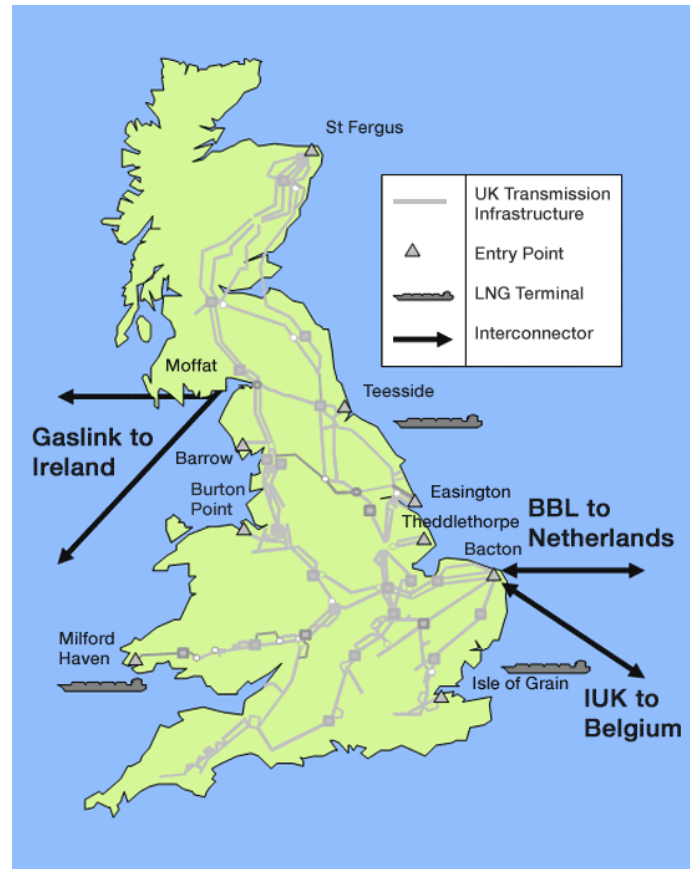 St Fergus
UK Transmission
Infrastructure
Entry Point
LNG Terminal
Interconnector
Moffat
Teesside
Gaslink to
Ireland
Barrow
Burton
Point
Easington
Theddlethorpe
Bacton
BBL to
Netherlands
Milford
Haven
Isle of Grain
IUK to
Belgium